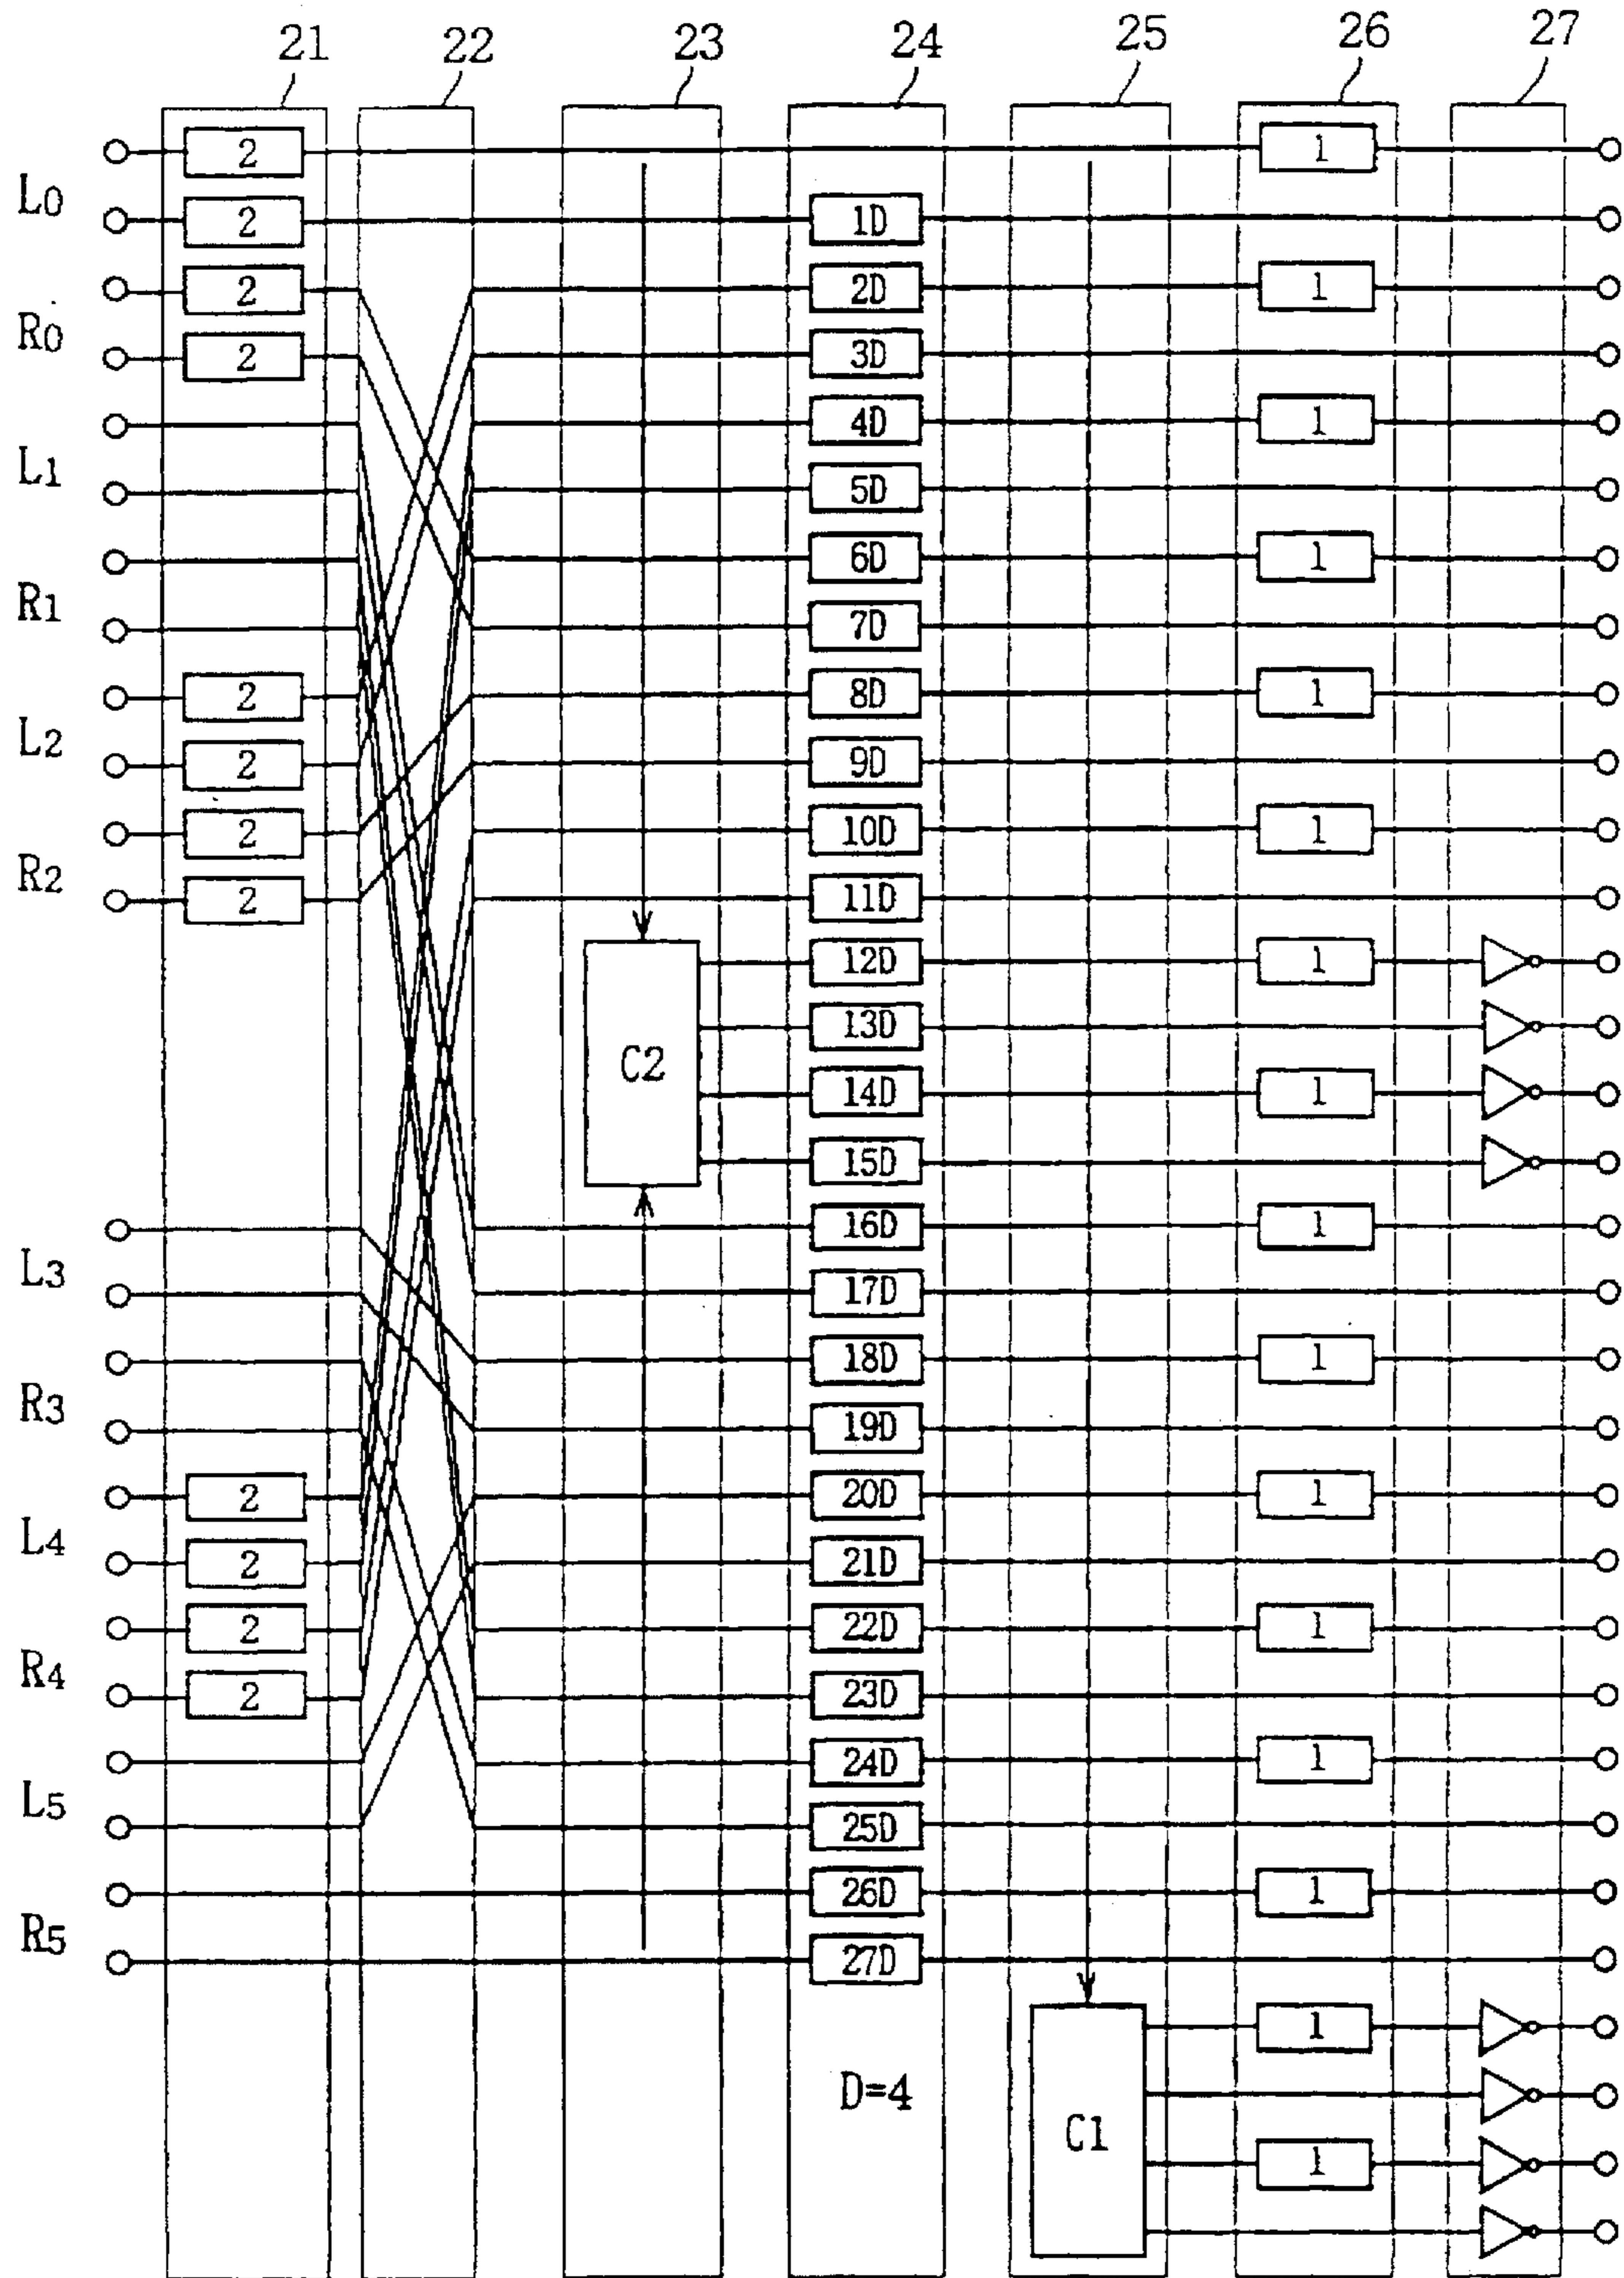 21 22 23 24 25 26 27
2 1
L0
2 1D
2 2D 1
R0
2 3D
4D 1
L1
5D
6D 1
R1
7D
2 8D 1
L2
2 9D
2 10D 1
R2
2 11D
12D 1
13D
C2
14D 1
15D
16D 1
L3
17D
18D 1
R3
19D
2 20D 1
L4
2 21D
2 22D 1
R4
2 23D
24D 1
L5
25D
26D 1
R5
27D
1
D=4
C1
1